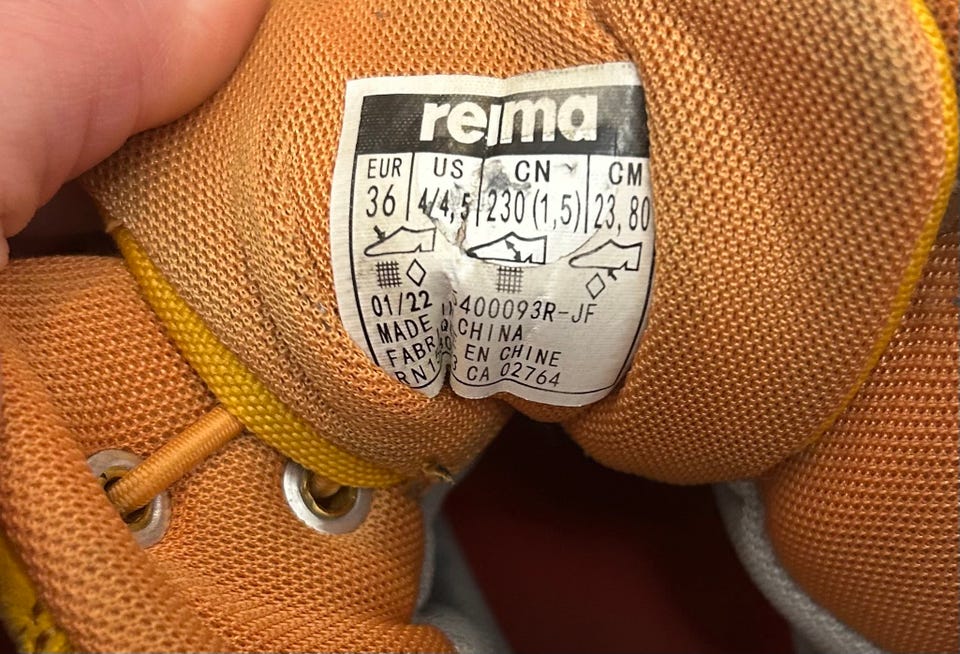 reima
EUR US CN CM
36 4/4,5 230(1,5) 23,80
01/22 400093R-JF
MADE CHINA
EN CHINE
CA 02764